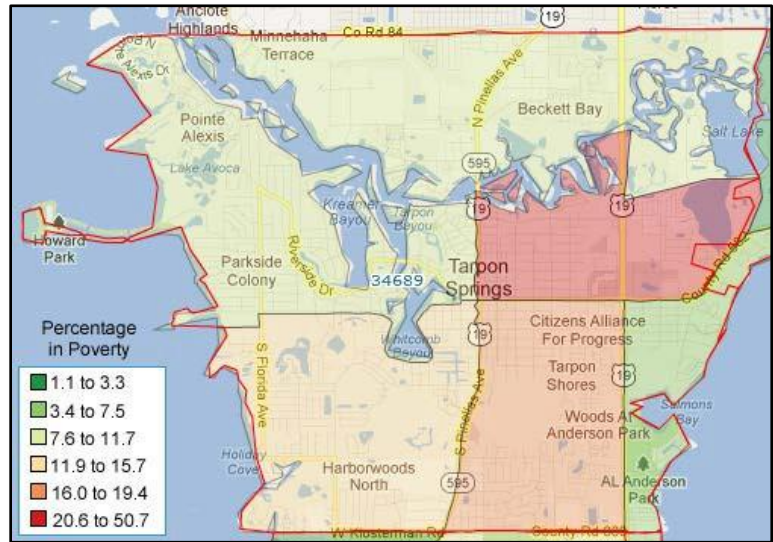 Anclote
Highlands
Minnehaha
Terrace
Co Rd 84
19
N Pinellas Ave
Beckett Bay
Salt Lake
Pointe
Alexis
Lake Avoca
595
Kreamer
Bayou
Tarpon
Bayou
19
19
Howard
Park
Parkside
Colony
Riverside Dr
34689
Tarpon
Springs
Percentage
in Poverty
1.1 to 3.3
3.4 to 7.5
7.6 to 11.7
11.9 to 15.7
16.0 to 19.4
20.6 to 50.7
S Florida Ave
Whitcomb
Bayou
19
S Pinellas Ave
Citizens Alliance
For Progress
Tarpon
Shores
19
Woods At
Anderson Park
Salmons
Bay
Holiday
Cove
Harborwoods
North
595
AL Anderson
Park
W Klosterman Rd